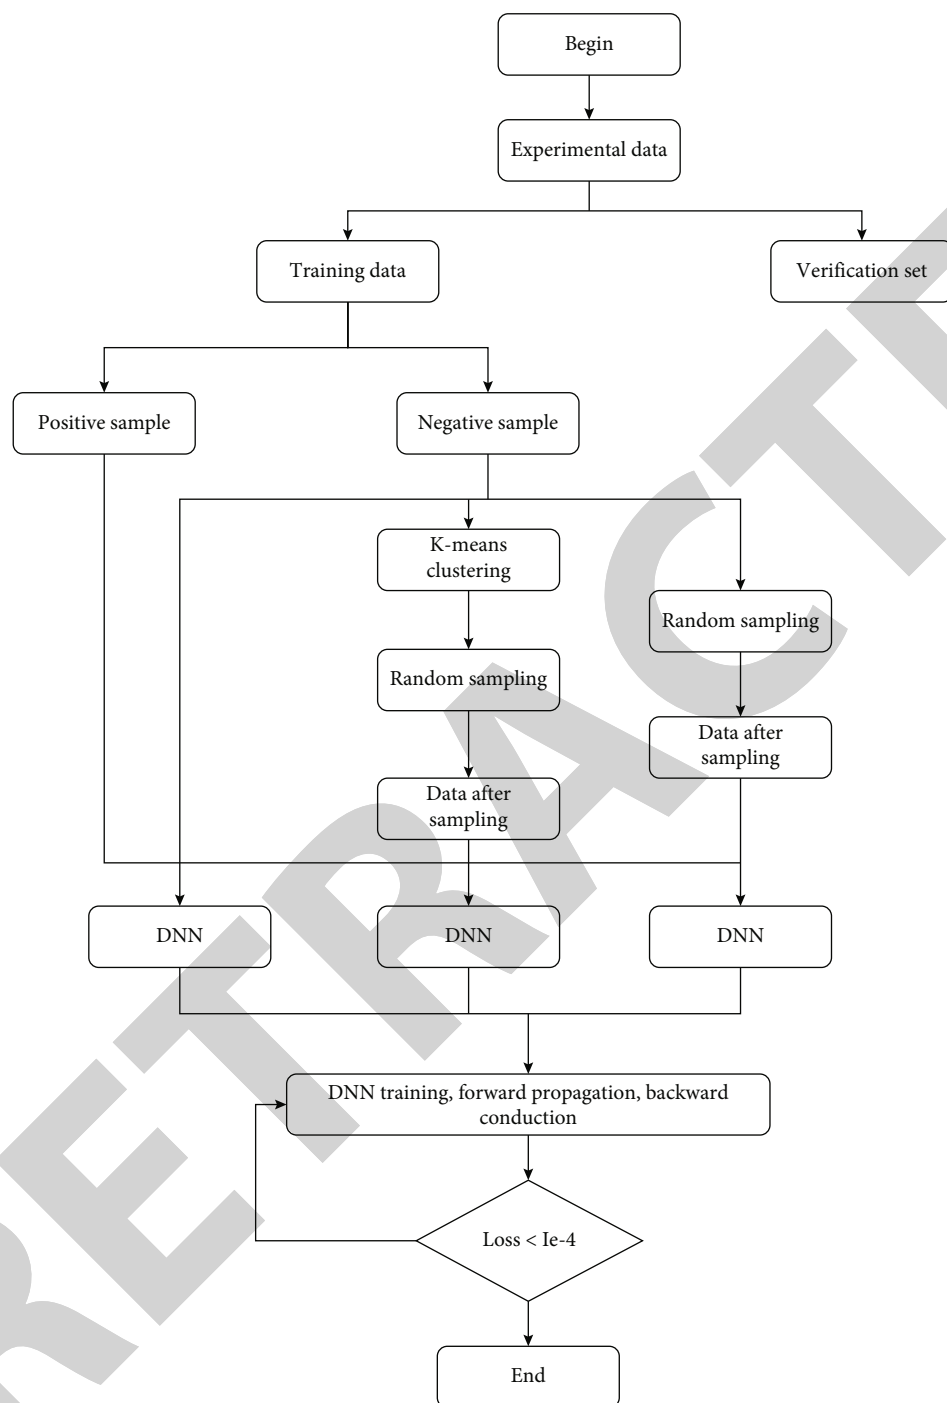 Begin
Experimental data
Training data
Verification set
Positive sample
Negative sample
K-means
clustering
Random sampling
Random sampling
Data after
sampling
Data after
sampling
DNN
DNN
DNN
DNN training, forward propagation, backward
conduction
Loss < Ie-4
End
RETRACTE